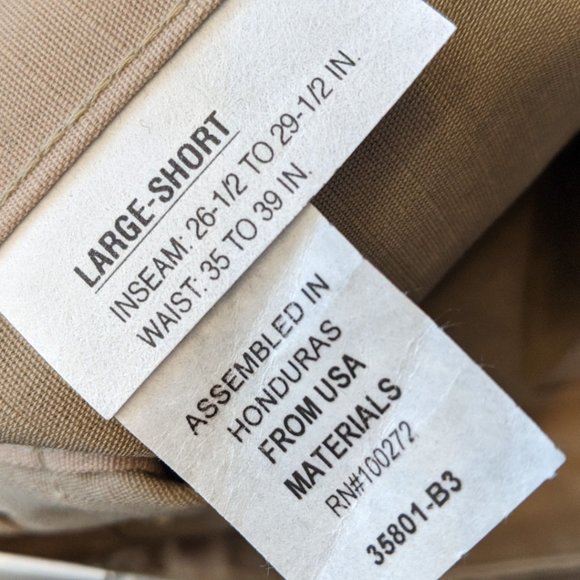 LARGE-SHORT
INSEAM: 26-1/2 TO 29-1/2 IN.
WAIST: 35 TO 39 IN.
ASSEMBLED IN
HONDURAS
FROM USA
MATERIALS
RN#100272
35801-B3